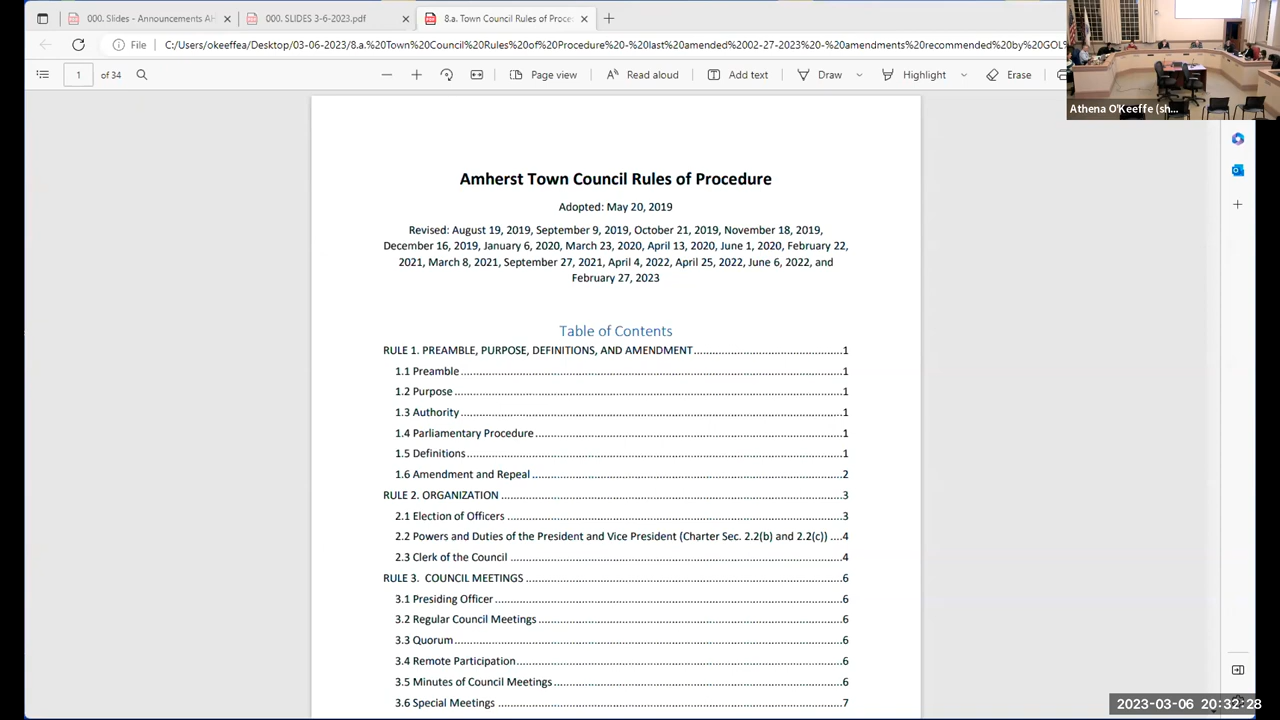 000. Slides - Announcements AH
000. SLIDES 3-6-2023.pdf
8.a. Town Council Rules of Proce
File
C:/Users/okeeffea/Desktop/03-06-2023/8.a.%20Town%20Council%20Rules%20of%20Procedure%20-%20last%20amended%2002-27-2023%20-%20amendments%20recommended%20by%20GOL%
1
of 34
Page view
Read aloud
Add text
Draw
Highlight
Erase
Athena O'Keeffe (sh...
Amherst Town Council Rules of Procedure
Adopted: May 20, 2019
Revised: August 19, 2019, September 9, 2019, October 21, 2019, November 18, 2019,
December 16, 2019, January 6, 2020, March 23, 2020, April 13, 2020, June 1, 2020, February 22,
2021, March 8, 2021, September 27, 2021, April 4, 2022, April 25, 2022, June 6, 2022, and
February 27, 2023
Table of Contents
RULE 1. PREAMBLE, PURPOSE, DEFINITIONS, AND AMENDMENT..........1
1.1 Preamble..........1
1.2 Purpose..........1
1.3 Authority..........1
1.4 Parliamentary Procedure..........1
1.5 Definitions..........1
1.6 Amendment and Repeal..........2
RULE 2. ORGANIZATION..........3
2.1 Election of Officers..........3
2.2 Powers and Duties of the President and Vice President (Charter Sec. 2.2(b) and 2.2(c)) ....4
2.3 Clerk of the Council..........4
RULE 3. COUNCIL MEETINGS..........6
3.1 Presiding Officer..........6
3.2 Regular Council Meetings..........6
3.3 Quorum..........6
3.4 Remote Participation..........6
3.5 Minutes of Council Meetings..........6
3.6 Special Meetings..........7
2023-03-06 20:32:28